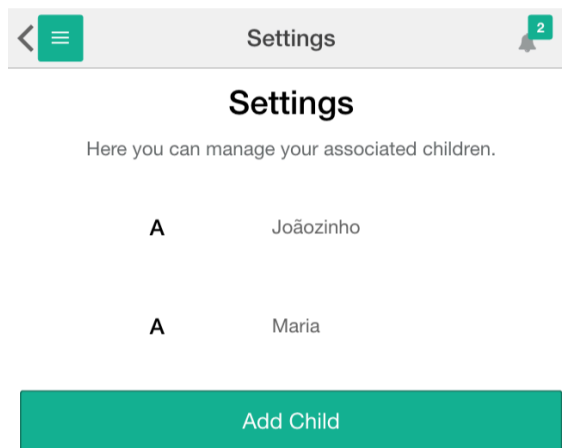 Settings
2
Settings
Here you can manage your associated children.
A Joãozinho
A Maria
Add Child